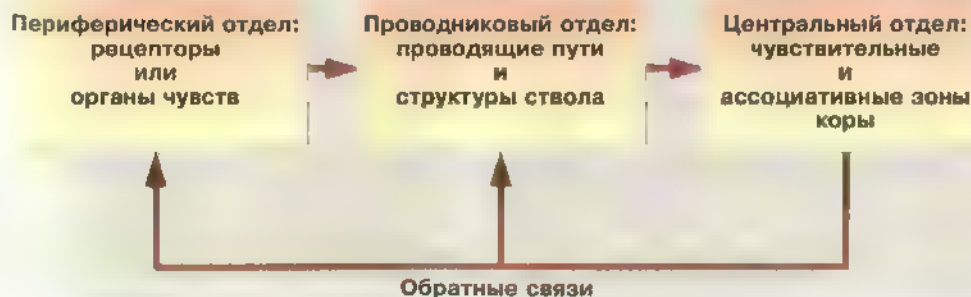 Периферический отдел:
рецепторы
или
органы чувств
Проводниковый отдел:
проводящие пути
и
структуры ствола
Центральный отдел:
чувствительные
и
ассоциативные зоны
коры
Обратные связи